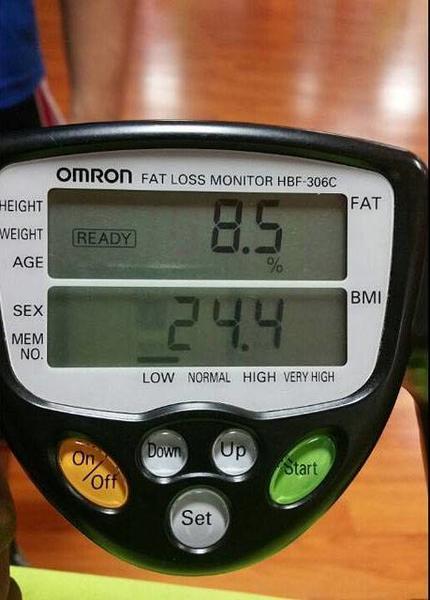 OMRON FAT LOSS MONITOR HBF-306C
HEIGHT
WEIGHT
AGE
READY
8.5
%
FAT
SEX
MEM
NO.
24.4
BMI
LOW NORMAL HIGH VERY HIGH
On/Off
Down
Up
Start
Set